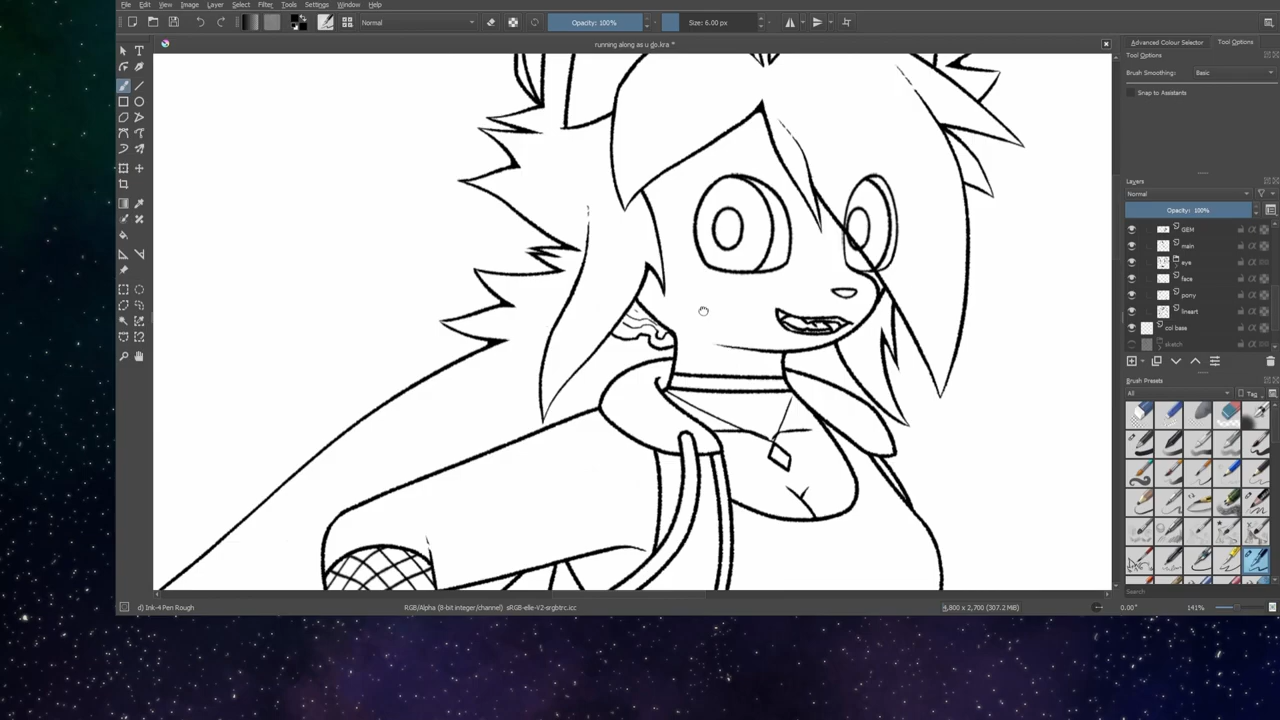 File Edit View Image Layer Select Filter Tools Settings Window Help
Normal Opacity: 100% Size: 6.00 px
running along as u do.kra *
Advanced Colour Selector Tool Options
Tool Options
Brush Smoothing: Basic
Snap to Assistants
Layers
Normal
Opacity: 100%
GEM
main
eye
face
pony
lineart
col base
sketch
Brush Presets
All Tag
Search
d) Ink-4 Pen Rough RGB/Alpha (8-bit integer/channel) sRGB-elle-V2-srgbtrc.icc 4,800 x 2,700 (307.2 MiB) 0.00° 141%